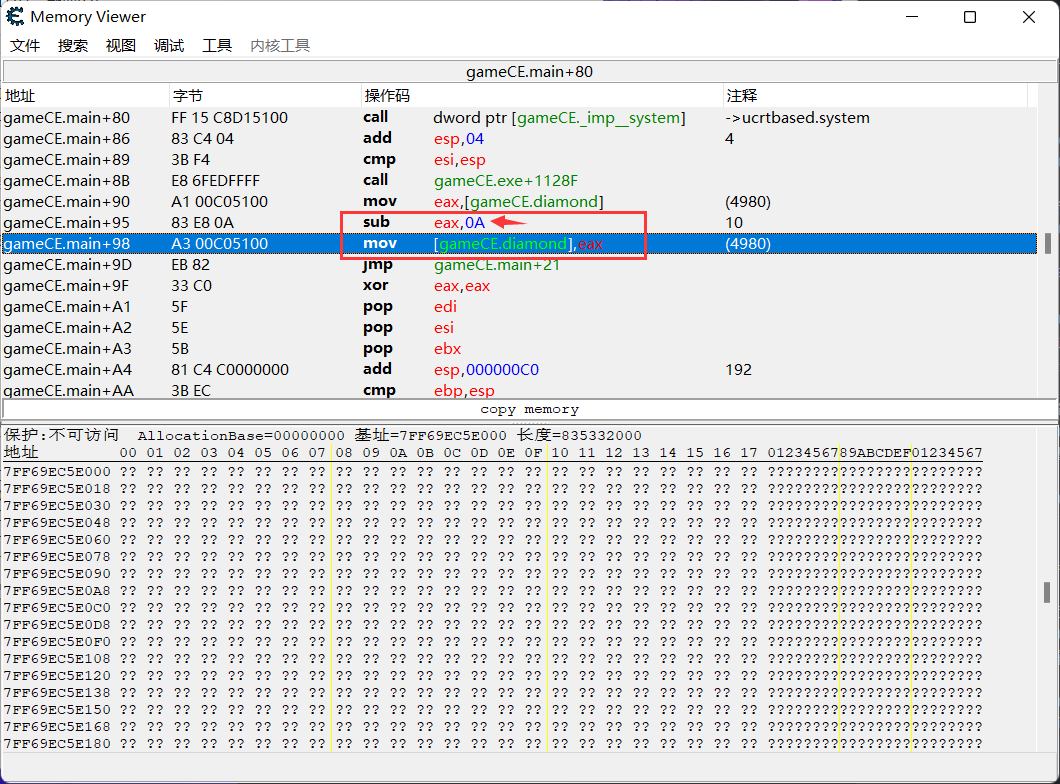 Memory Viewer
文件 搜索 视图 调试 工具 内核工具
gameCE.main+80
地址 字节 操作码 注释
gameCE.main+80 FF 15 C8D15100 call dword ptr [gameCE._imp__system] ->ucrtbased.system
gameCE.main+86 83 C4 04 add esp,04 4
gameCE.main+89 3B F4 cmp esi,esp
gameCE.main+8B E8 6FEDFFFF call gameCE.exe+1128F
gameCE.main+90 A1 00C05100 mov eax,[gameCE.diamond] (4980)
gameCE.main+95 83 E8 0A sub eax,0A 10
gameCE.main+98 A3 00C05100 mov [gameCE.diamond],eax (4980)
gameCE.main+9D EB 82 jmp gameCE.main+21
gameCE.main+9F 33 C0 xor eax,eax
gameCE.main+A1 5F pop edi
gameCE.main+A2 5E pop esi
gameCE.main+A3 5B pop ebx
gameCE.main+A4 81 C4 C0000000 add esp,000000C0 192
gameCE.main+AA 3B EC cmp ebp,esp
copy memory
保护:不可访问 AllocationBase=00000000 基址=7FF69EC5E000 长度=835332000
地址 00 01 02 03 04 05 06 07 08 09 0A 0B 0C 0D 0E 0F 10 11 12 13 14 15 16 17 0123456789ABCDEF01234567
7FF69EC5E000 ?? ?? ?? ?? ?? ?? ?? ?? ?? ?? ?? ?? ?? ?? ?? ?? ?? ?? ?? ?? ?? ?? ?? ?? ????????????????????????
7FF69EC5E018 ?? ?? ?? ?? ?? ?? ?? ?? ?? ?? ?? ?? ?? ?? ?? ?? ?? ?? ?? ?? ?? ?? ?? ?? ????????????????????????
7FF69EC5E030 ?? ?? ?? ?? ?? ?? ?? ?? ?? ?? ?? ?? ?? ?? ?? ?? ?? ?? ?? ?? ?? ?? ?? ?? ????????????????????????
7FF69EC5E048 ?? ?? ?? ?? ?? ?? ?? ?? ?? ?? ?? ?? ?? ?? ?? ?? ?? ?? ?? ?? ?? ?? ?? ?? ????????????????????????
7FF69EC5E060 ?? ?? ?? ?? ?? ?? ?? ?? ?? ?? ?? ?? ?? ?? ?? ?? ?? ?? ?? ?? ?? ?? ?? ?? ????????????????????????
7FF69EC5E078 ?? ?? ?? ?? ?? ?? ?? ?? ?? ?? ?? ?? ?? ?? ?? ?? ?? ?? ?? ?? ?? ?? ?? ?? ????????????????????????
7FF69EC5E090 ?? ?? ?? ?? ?? ?? ?? ?? ?? ?? ?? ?? ?? ?? ?? ?? ?? ?? ?? ?? ?? ?? ?? ?? ????????????????????????
7FF69EC5E0A8 ?? ?? ?? ?? ?? ?? ?? ?? ?? ?? ?? ?? ?? ?? ?? ?? ?? ?? ?? ?? ?? ?? ?? ?? ????????????????????????
7FF69EC5E0C0 ?? ?? ?? ?? ?? ?? ?? ?? ?? ?? ?? ?? ?? ?? ?? ?? ?? ?? ?? ?? ?? ?? ?? ?? ????????????????????????
7FF69EC5E0D8 ?? ?? ?? ?? ?? ?? ?? ?? ?? ?? ?? ?? ?? ?? ?? ?? ?? ?? ?? ?? ?? ?? ?? ?? ????????????????????????
7FF69EC5E0F0 ?? ?? ?? ?? ?? ?? ?? ?? ?? ?? ?? ?? ?? ?? ?? ?? ?? ?? ?? ?? ?? ?? ?? ?? ????????????????????????
7FF69EC5E108 ?? ?? ?? ?? ?? ?? ?? ?? ?? ?? ?? ?? ?? ?? ?? ?? ?? ?? ?? ?? ?? ?? ?? ?? ????????????????????????
7FF69EC5E120 ?? ?? ?? ?? ?? ?? ?? ?? ?? ?? ?? ?? ?? ?? ?? ?? ?? ?? ?? ?? ?? ?? ?? ?? ????????????????????????
7FF69EC5E138 ?? ?? ?? ?? ?? ?? ?? ?? ?? ?? ?? ?? ?? ?? ?? ?? ?? ?? ?? ?? ?? ?? ?? ?? ????????????????????????
7FF69EC5E150 ?? ?? ?? ?? ?? ?? ?? ?? ?? ?? ?? ?? ?? ?? ?? ?? ?? ?? ?? ?? ?? ?? ?? ?? ????????????????????????
7FF69EC5E168 ?? ?? ?? ?? ?? ?? ?? ?? ?? ?? ?? ?? ?? ?? ?? ?? ?? ?? ?? ?? ?? ?? ?? ?? ????????????????????????
7FF69EC5E180 ?? ?? ?? ?? ?? ?? ?? ?? ?? ?? ?? ?? ?? ?? ?? ?? ?? ?? ?? ?? ?? ?? ?? ?? ????????????????????????